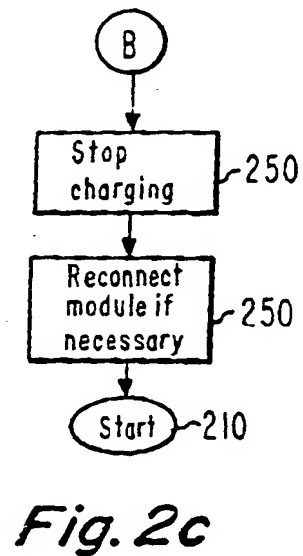 B
Stop
charging
250
Reconnect
module if
necessary
250
Start
210
Fig. 2c